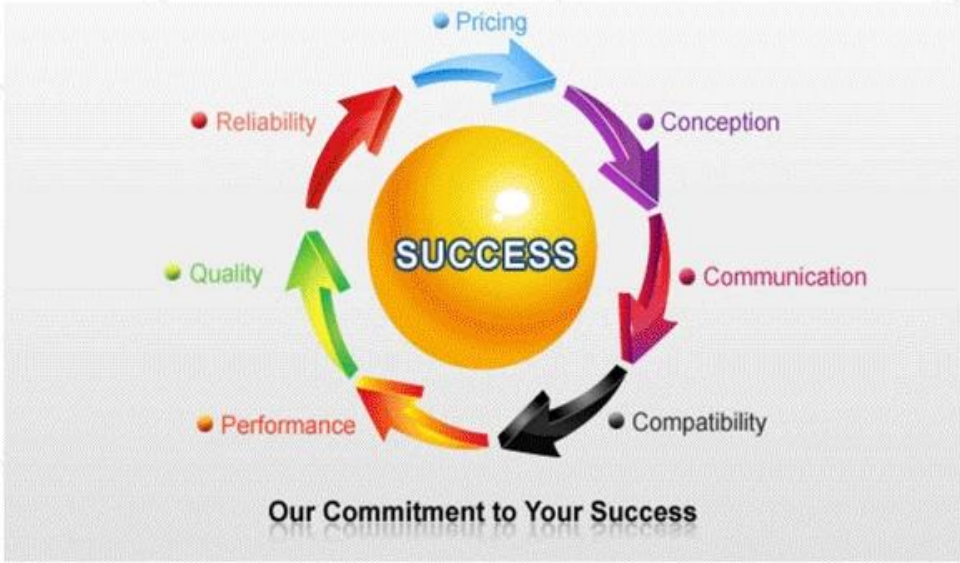 Pricing
Reliability
Conception
SUCCESS
Quality
Communication
Performance
Compatibility
Our Commitment to Your Success